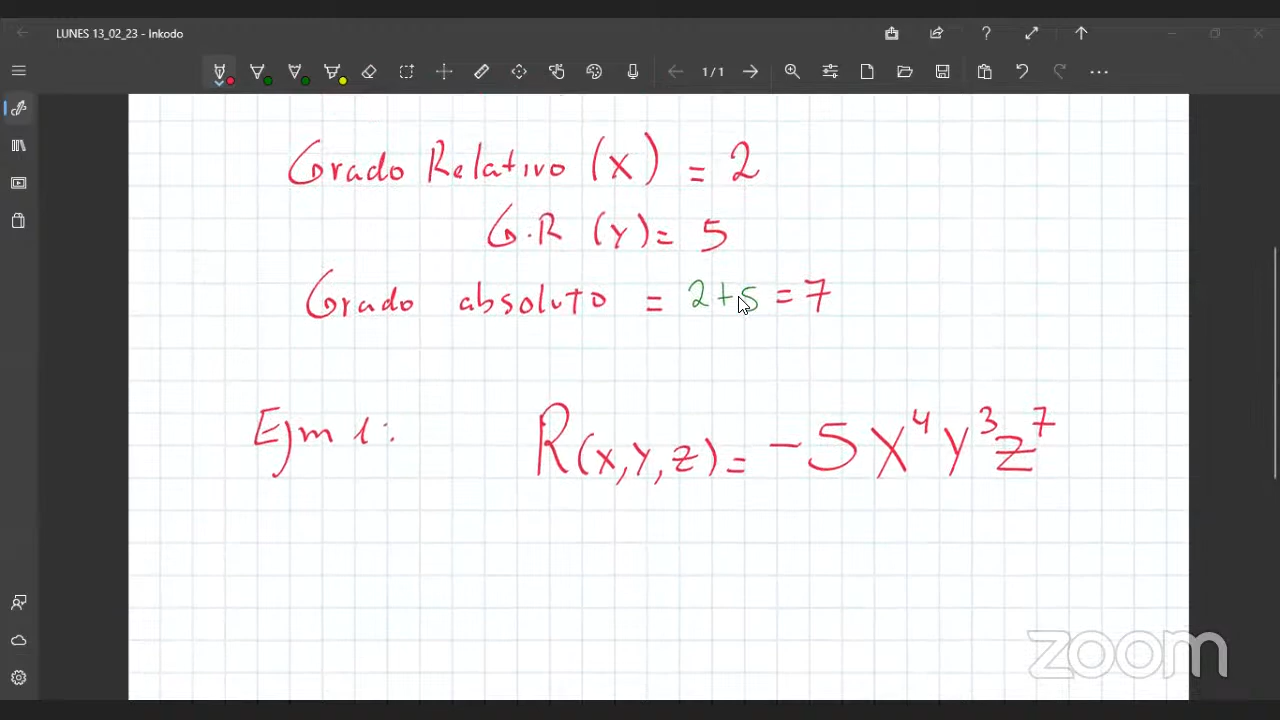 LUNES 13_02_23 - Inkodo
1/1
Grado Relativo (X) = 2
G.R (Y)= 5
Grado absoluto = 2+5 = 7
Ejm 1: R(X,Y,Z)= -5X⁴Y³Z⁷
zoom